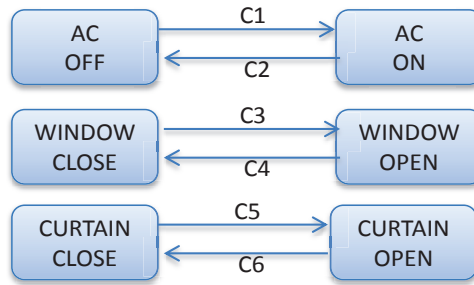 C1
AC
OFF
AC
ON
C2
C3
WINDOW
CLOSE
WINDOW
OPEN
C4
C5
CURTAIN
CLOSE
CURTAIN
OPEN
C6